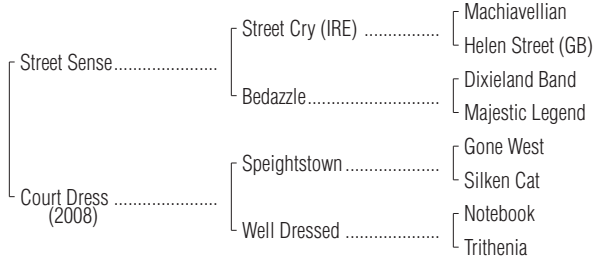 Machiavellian
Street Cry (IRE) ..................
Helen Street (GB)
Street Sense.........................
Dixieland Band
Bedazzle................................
Majestic Legend
Gone West
Speightstown.......................
Silken Cat
Court Dress .........................
(2008)
Notebook
Well Dressed .......................
Trithenia